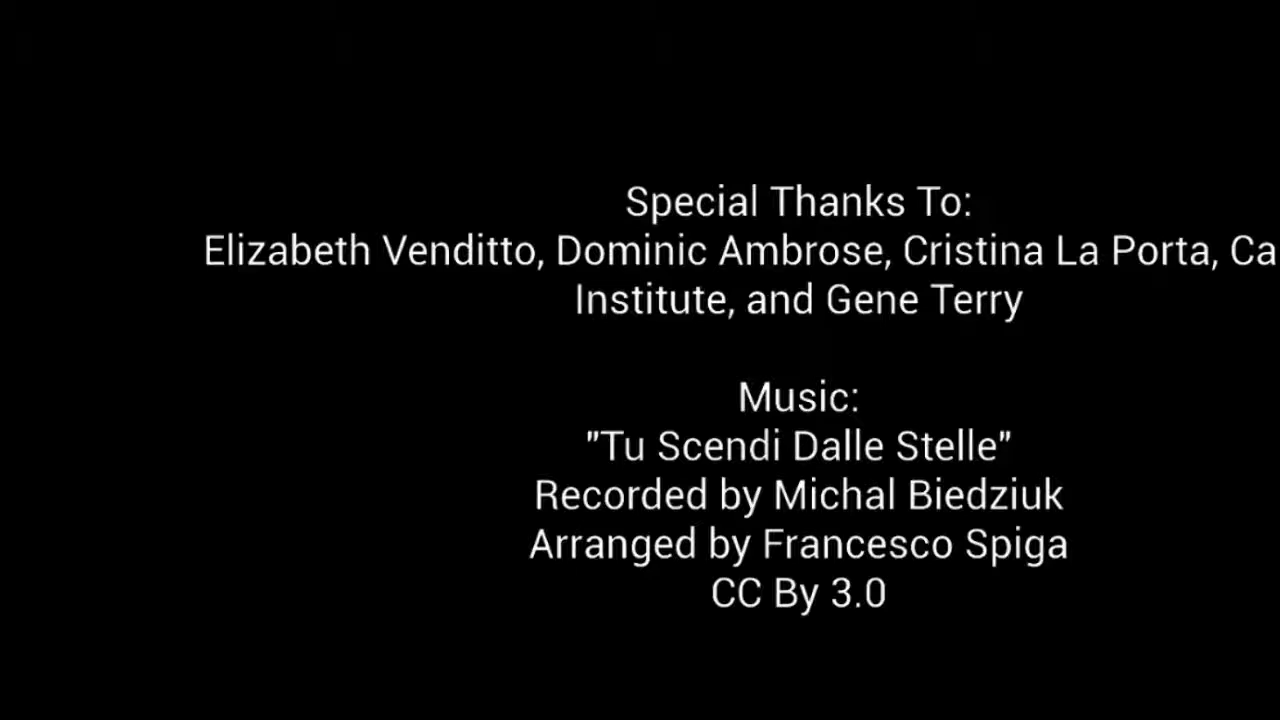 Special Thanks To:
Elizabeth Venditto, Dominic Ambrose, Cristina La Porta,
Institute, and Gene Terry
Music:
"Tu Scendi Dalle Stelle"
Recorded by Michal Biedziuk
Arranged by Francesco Spiga
CC By 3.0